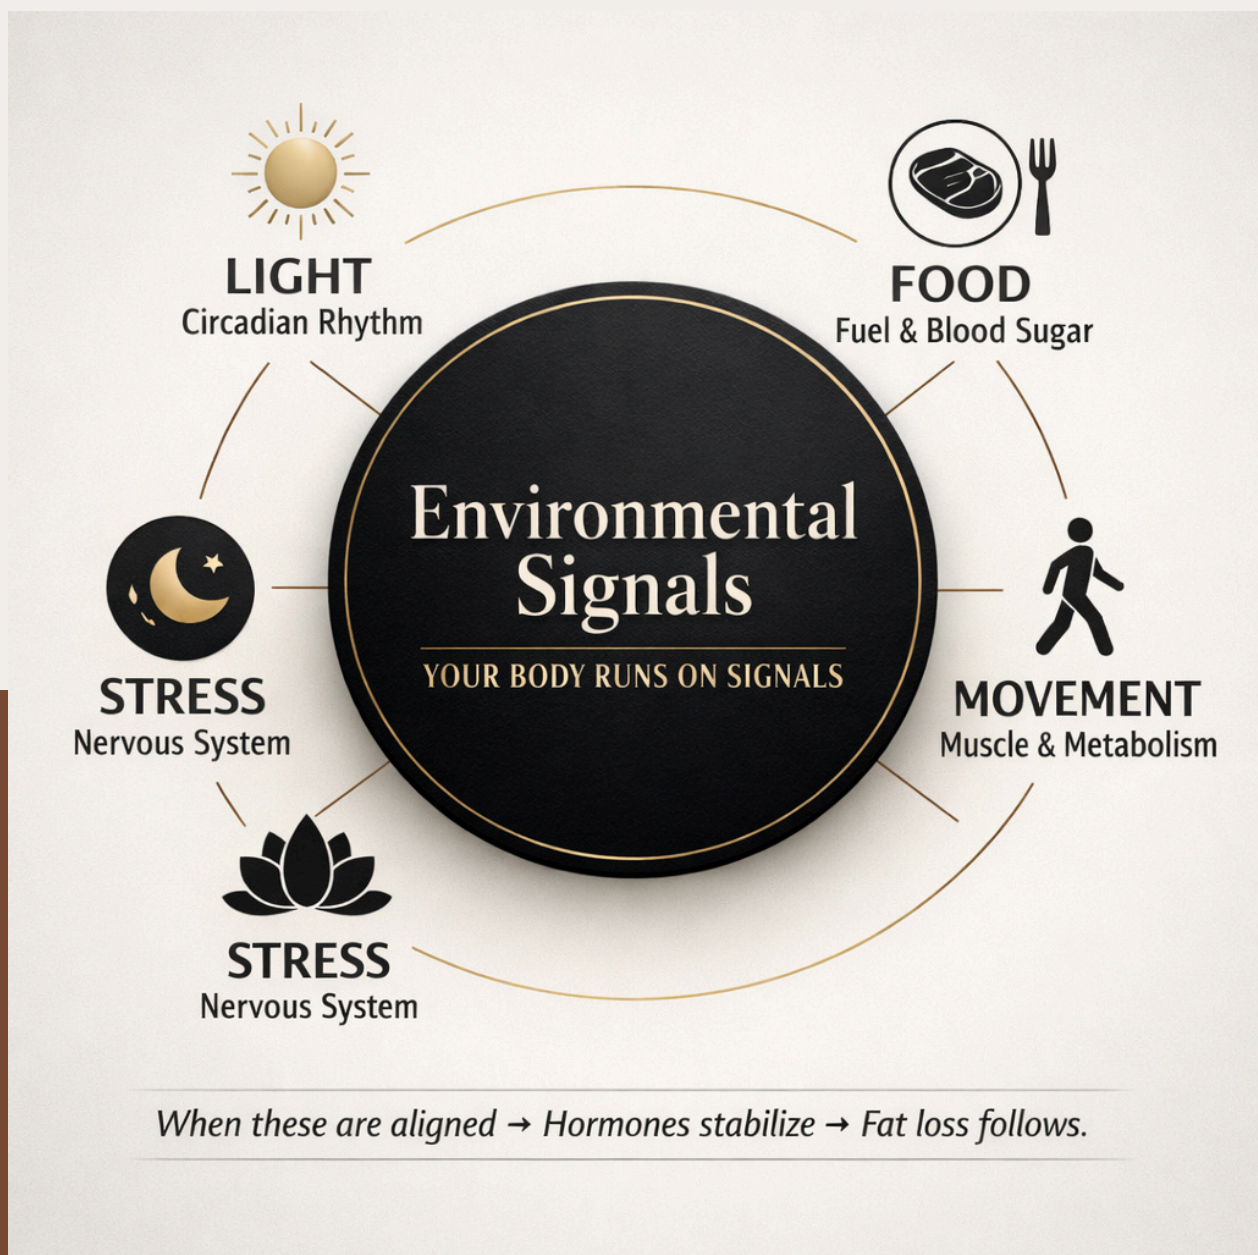 LIGHT
Circadian Rhythm
FOOD
Fuel & Blood Sugar
Environmental
Signals
YOUR BODY RUNS ON SIGNALS
STRESS
Nervous System
MOVEMENT
Muscle & Metabolism
STRESS
Nervous System
When these are aligned → Hormones stabilize → Fat loss follows.